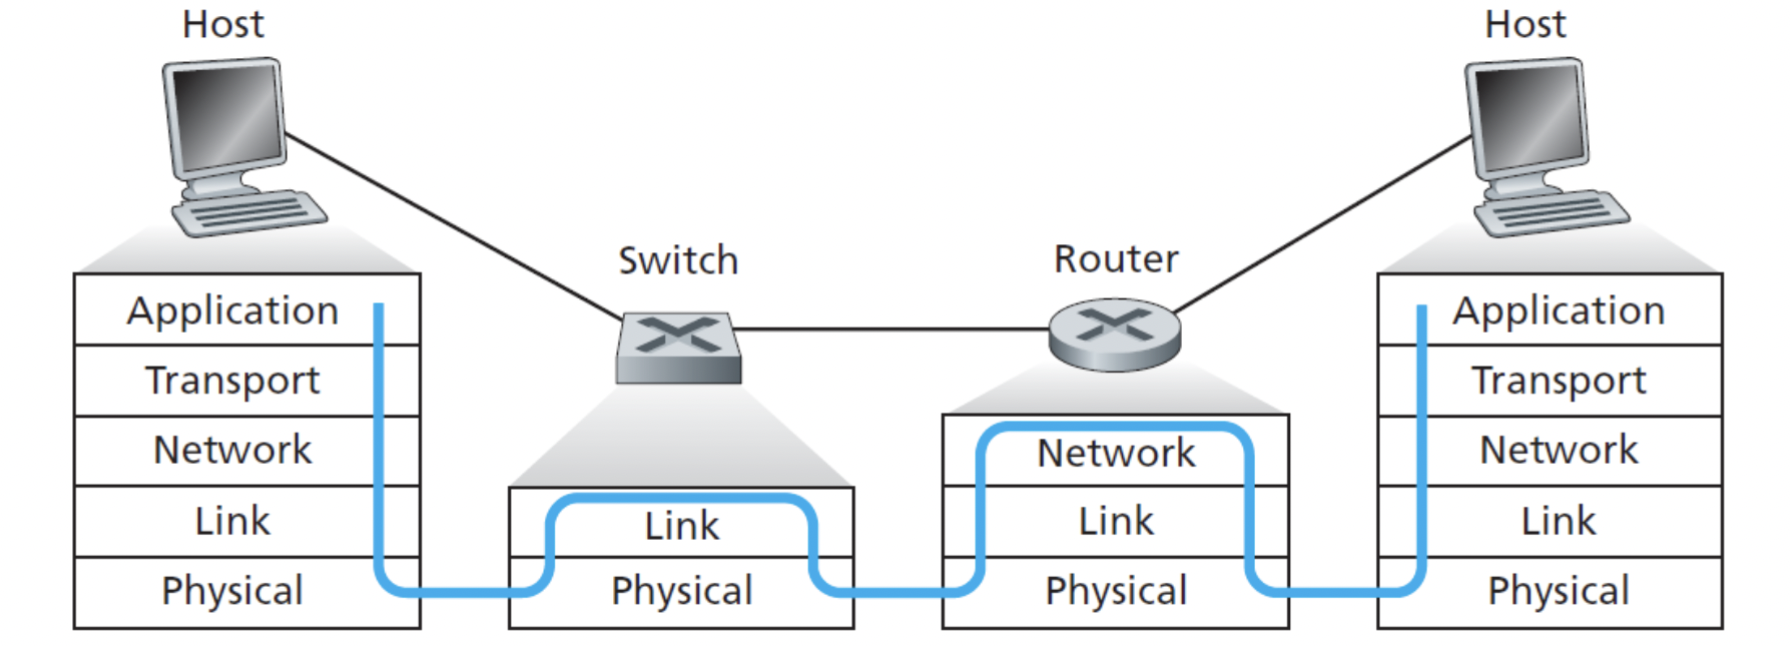 Host
Host
Switch
Router
Application
Transport
Network
Link
Physical
Link
Physical
Network
Link
Physical
Application
Transport
Network
Link
Physical